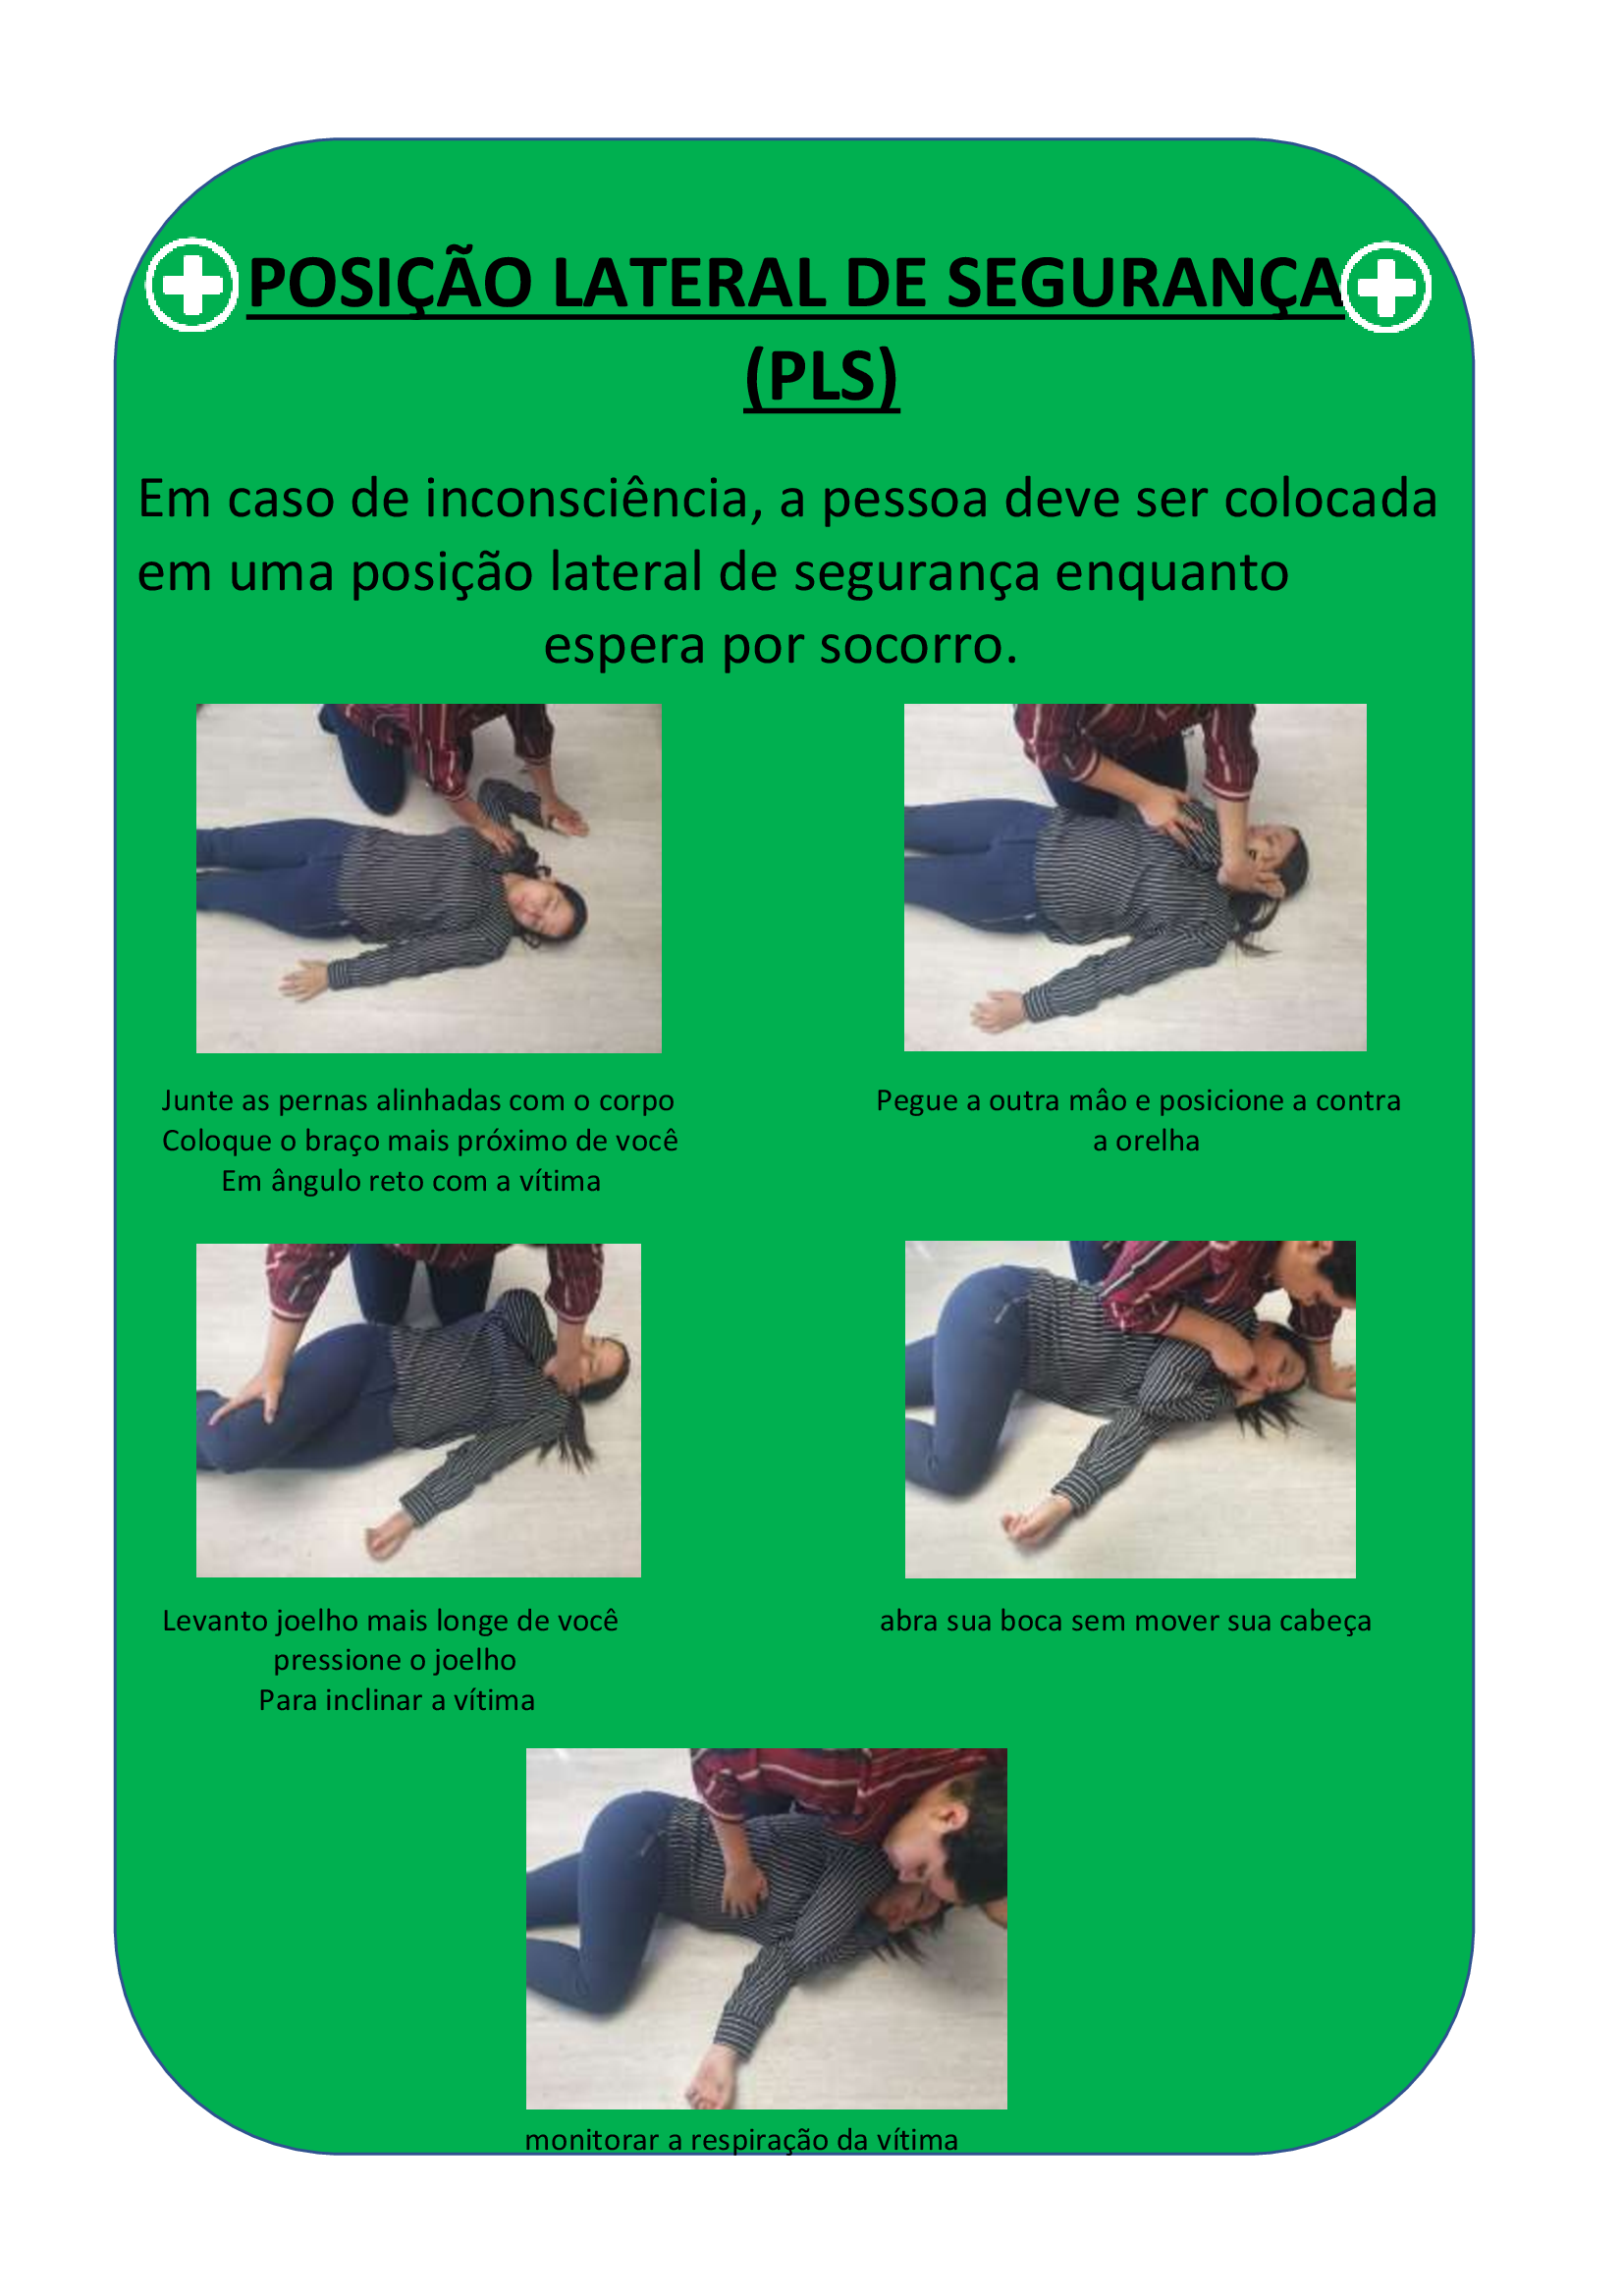 POSIÇÃO LATERAL DE SEGURANÇA
(PLS)
Em caso de inconsciência, a pessoa deve ser colocada
em uma posição lateral de segurança enquanto
espera por socorro.
Junte as pernas alinhadas com o corpo
Coloque o braço mais próximo de você
Em ângulo reto com a vítima
Pegue a outra mâo e posicione a contra
a orelha
Levanto joelho mais longe de você
pressione o joelho
Para inclinar a vítima
abra sua boca sem mover sua cabeça
monitorar a respiração da vítima